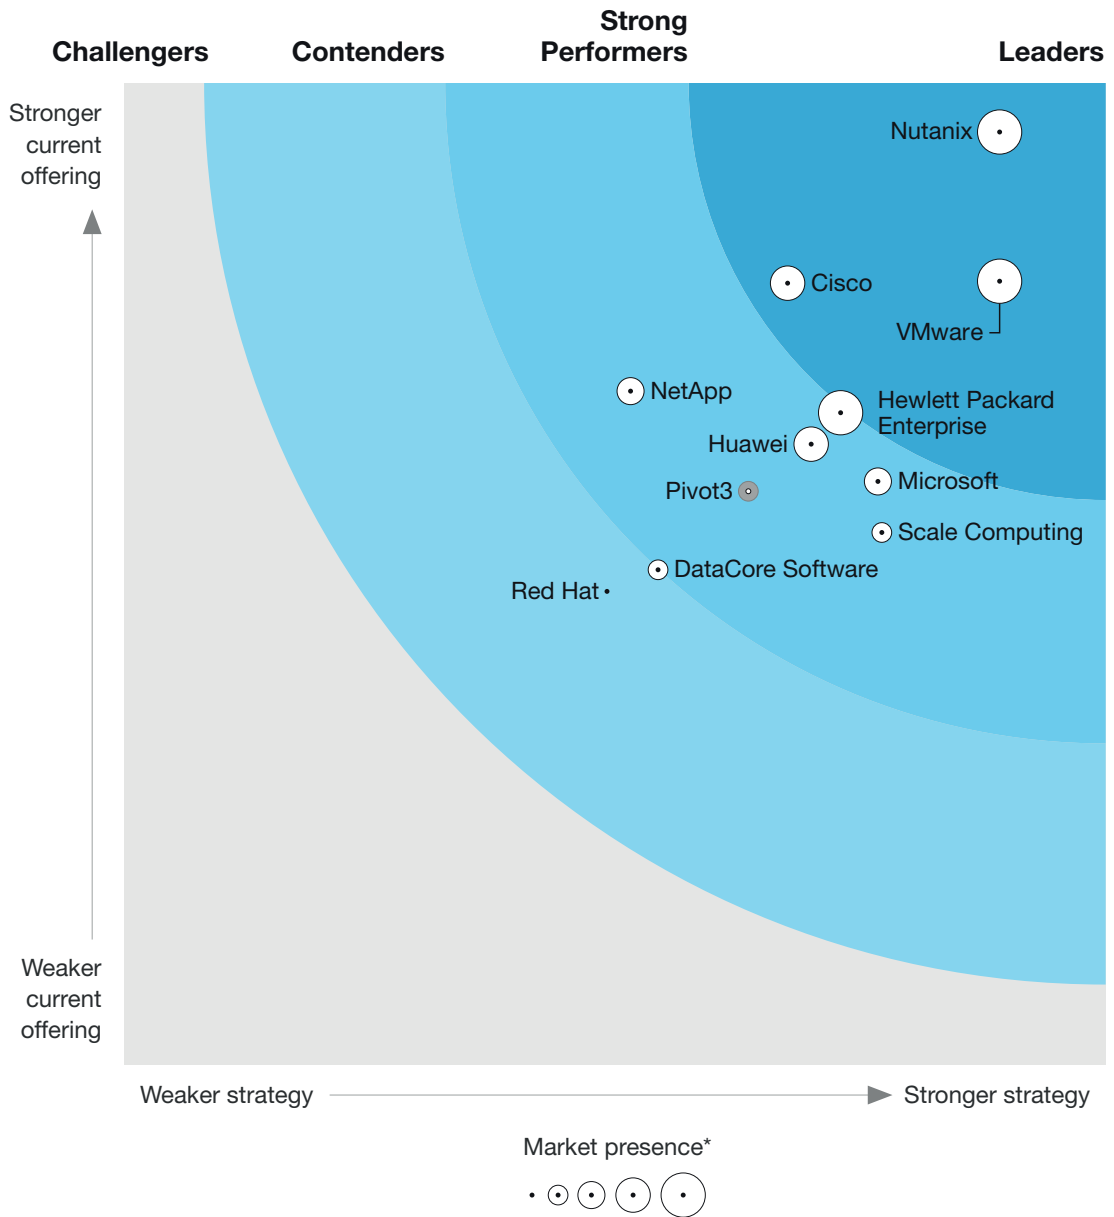 Challengers
Contenders
Strong
Performers
Leaders
Stronger
current
offering
Nutanix
Cisco
VMware
NetApp
Hewlett Packard
Enterprise
Huawei
Microsoft
Pivot3
Scale Computing
DataCore Software
Red Hat
Weaker
current
offering
Weaker strategy
Stronger strategy
Market presence*